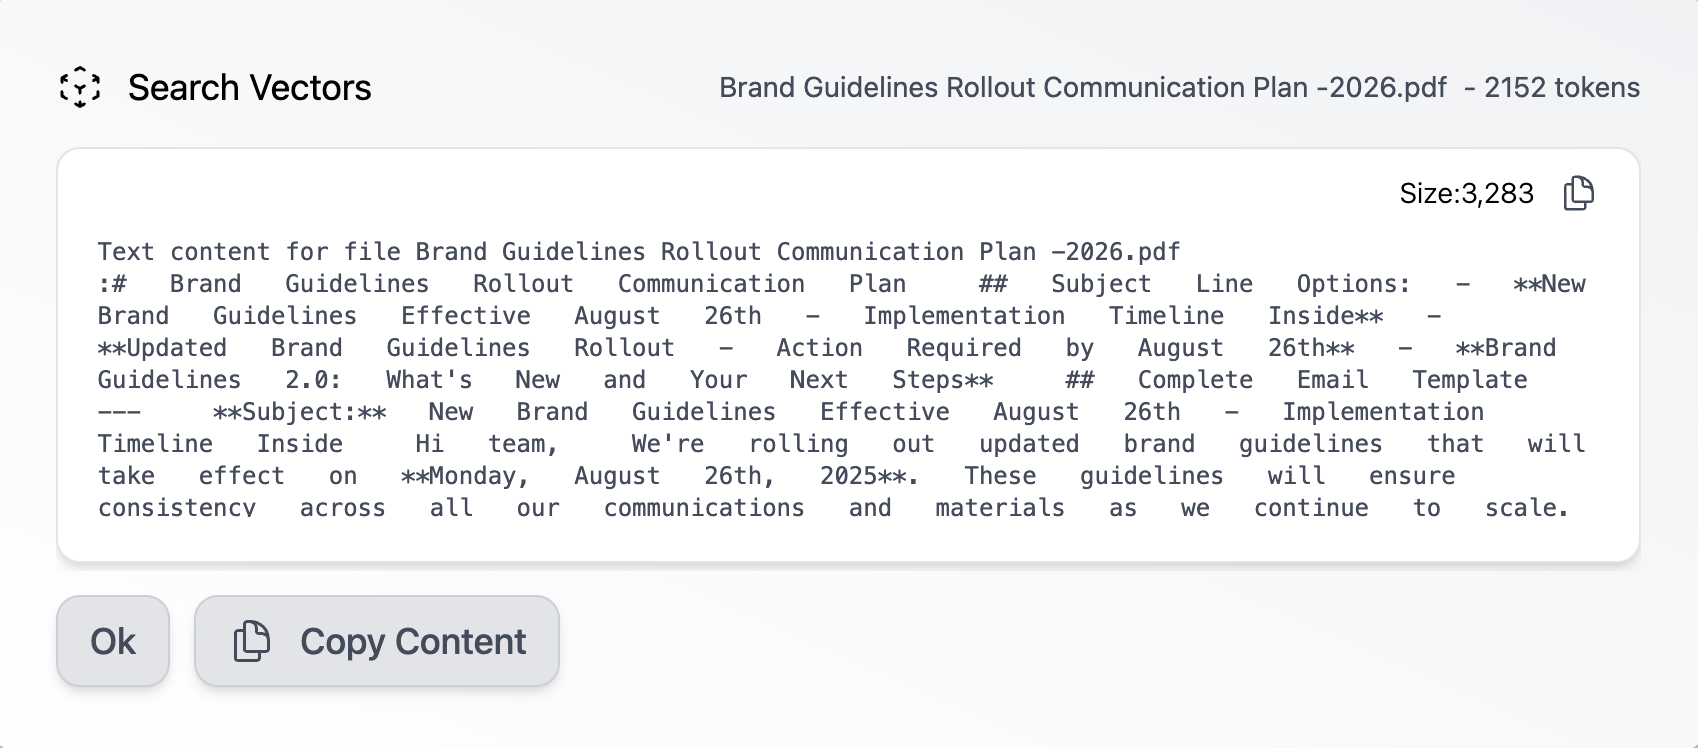 Search Vectors
Brand Guidelines Rollout Communication Plan -2026.pdf - 2152 tokens
Size:3,283
Text content for file Brand Guidelines Rollout Communication Plan -2026.pdf
:# Brand Guidelines Rollout Communication Plan ## Subject Line Options: - **New
Brand Guidelines Effective August 26th - Implementation Timeline Inside** -
**Updated Brand Guidelines Rollout - Action Required by August 26th** - **Brand
Guidelines 2.0: What's New and Your Next Steps** ## Complete Email Template
--- **Subject:** New Brand Guidelines Effective August 26th - Implementation
Timeline Inside Hi team, We're rolling out updated brand guidelines that will
take effect on **Monday, August 26th, 2025**. These guidelines will ensure
consistency across all our communications and materials as we continue to scale.
Ok
Copy Content